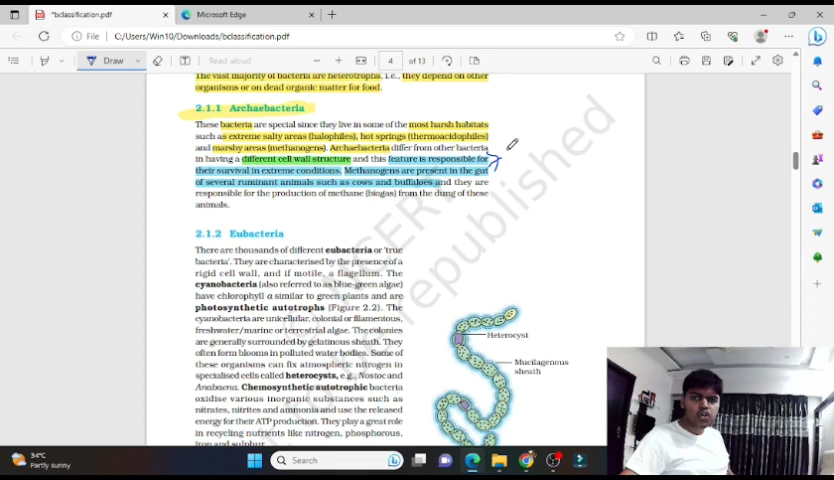 *bclassification.pdf
Microsoft Edge
File
C:/Users/Win10/Downloads/bclassification.pdf
Draw
Read aloud
4
of 13
The vast majority of bacteria are heterotrophs, i.e., they depend on other
organisms or on dead organic matter for food.
2.1.1 Archaebacteria
These bacteria are special since they live in some of the most harsh habitats
such as extreme salty areas (halophiles), hot springs (thermoacidophiles)
and marshy areas (methanogens). Archaebacteria differ from other bacteria
in having a different cell wall structure and this feature is responsible for
their survival in extreme conditions. Methanogens are present in the gut
of several ruminant animals such as cows and buffaloes and they are
responsible for the production of methane (biogas) from the dung of these
animals.
2.1.2 Eubacteria
There are thousands of different eubacteria or 'true
bacteria'. They are characterised by the presence of a
rigid cell wall, and if motile, a flagellum. The
cyanobacteria (also referred to as blue-green algae)
have chlorophyll a similar to green plants and are
photosynthetic autotrophs (Figure 2.2). The
cyanobacteria are unicellular, colonial or filamentous,
freshwater/marine or terrestrial algae. The colonies
are generally surrounded by gelatinous sheath. They
often form blooms in polluted water bodies. Some of
these organisms can fix atmospheric nitrogen in
specialised cells called heterocysts, e.g., Nostoc and
Anabaena. Chemosynthetic autotrophic bacteria
oxidise various inorganic substances such as
nitrates, nitrites and ammonia and use the released
energy for their ATP production. They play a great role
in recycling nutrients like nitrogen, phosphorous,
iron and sulphur.
Heterocyst
Mucilagenous
sheath
NCERT
republished
34°C
Partly sunny
Search